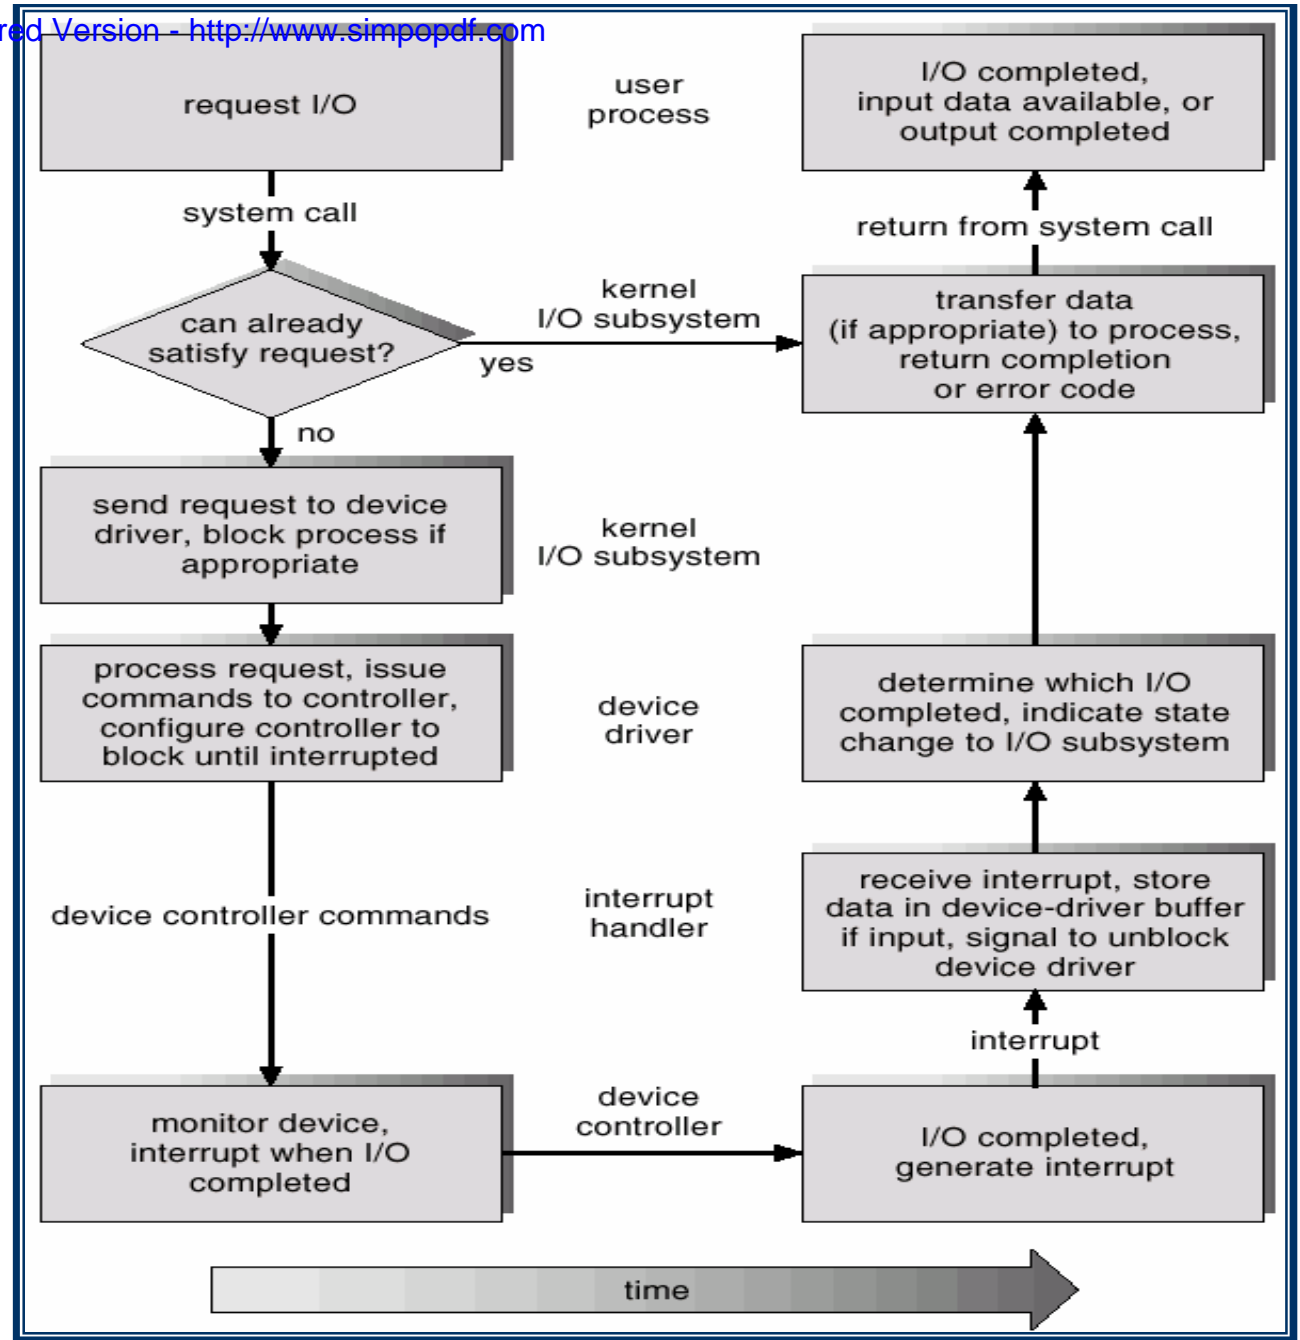 red Version - http://www.simpopdf.com
request I/O
user
process
I/O completed,
input data available, or
output completed
system call
return from system call
can already
satisfy request?
kernel
I/O subsystem
yes
transfer data
(if appropriate) to process,
return completion
or error code
no
send request to device
driver, block process if
appropriate
kernel
I/O subsystem
process request, issue
commands to controller,
configure controller to
block until interrupted
device
driver
determine which I/O
completed, indicate state
change to I/O subsystem
device controller commands
interrupt
handler
receive interrupt, store
data in device-driver buffer
if input, signal to unblock
device driver
interrupt
monitor device,
interrupt when I/O
completed
device
controller
I/O completed,
generate interrupt
time